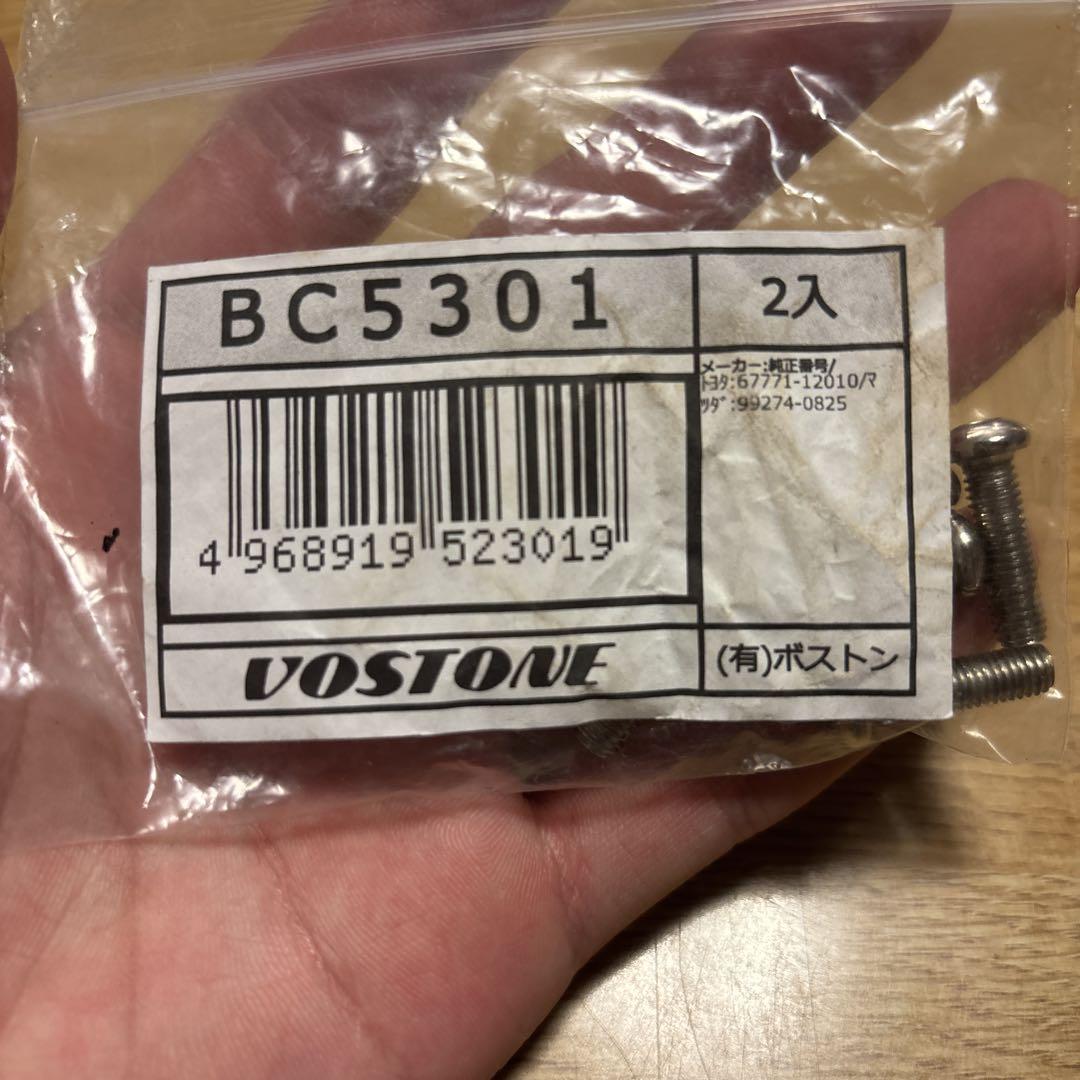 BC5301
2入
メーカー:純正番号/
ﾄﾖﾀ:67771-12010/ﾏ
ﾂﾀﾞ:99274-0825
4 968919 523019
VOSTONE
(有)ボストン